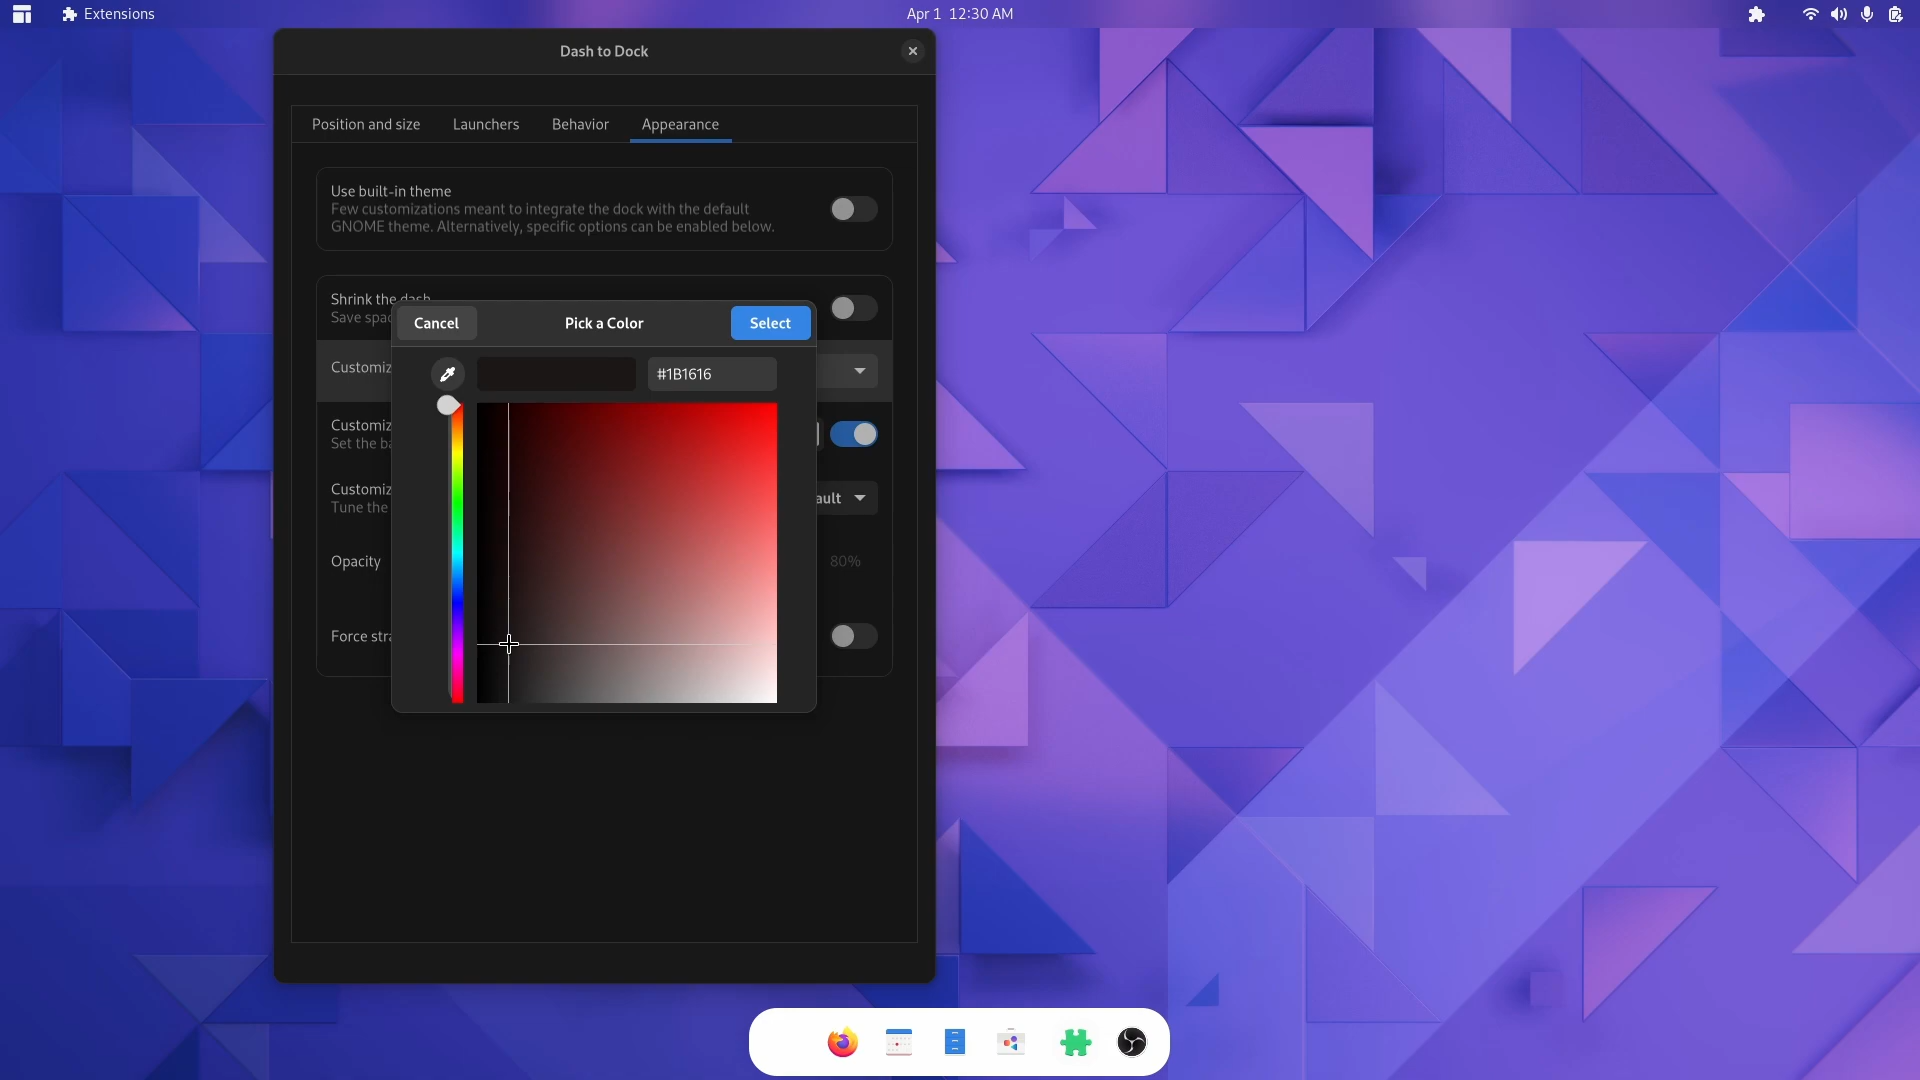 Extensions
Apr 1 12:30 AM
Dash to Dock
Position and size
Launchers
Behavior
Appearance
Use built-in theme
Few customizations meant to integrate the dock with the default
GNOME theme. Alternatively, specific options can be enabled below.
Shrink the dash
Save spac
Cancel
Pick a Color
Select
Customiz
#1B1616
Customiz
Set the ba
Customiz
Tune the
ault
Opacity
80%
Force stra